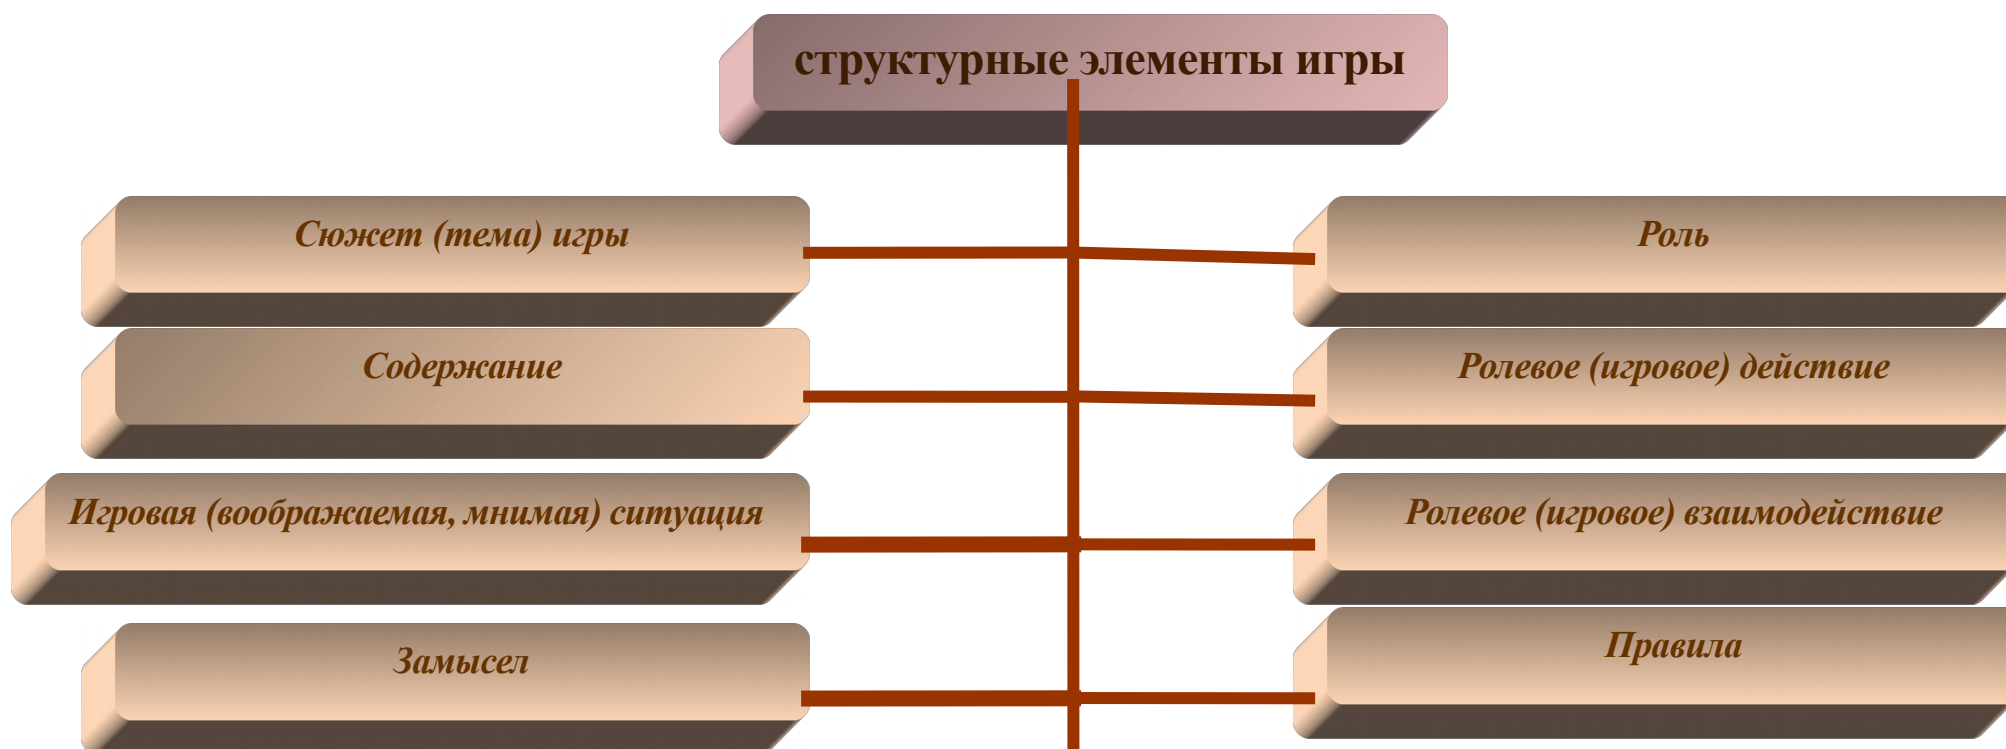 структурные элементы игры
Сюжет (тема) игры
Роль
Содержание
Ролевое (игровое) действие
Игровая (воображаемая, мнимая) ситуация
Ролевое (игровое) взаимодействие
Замысел
Правила